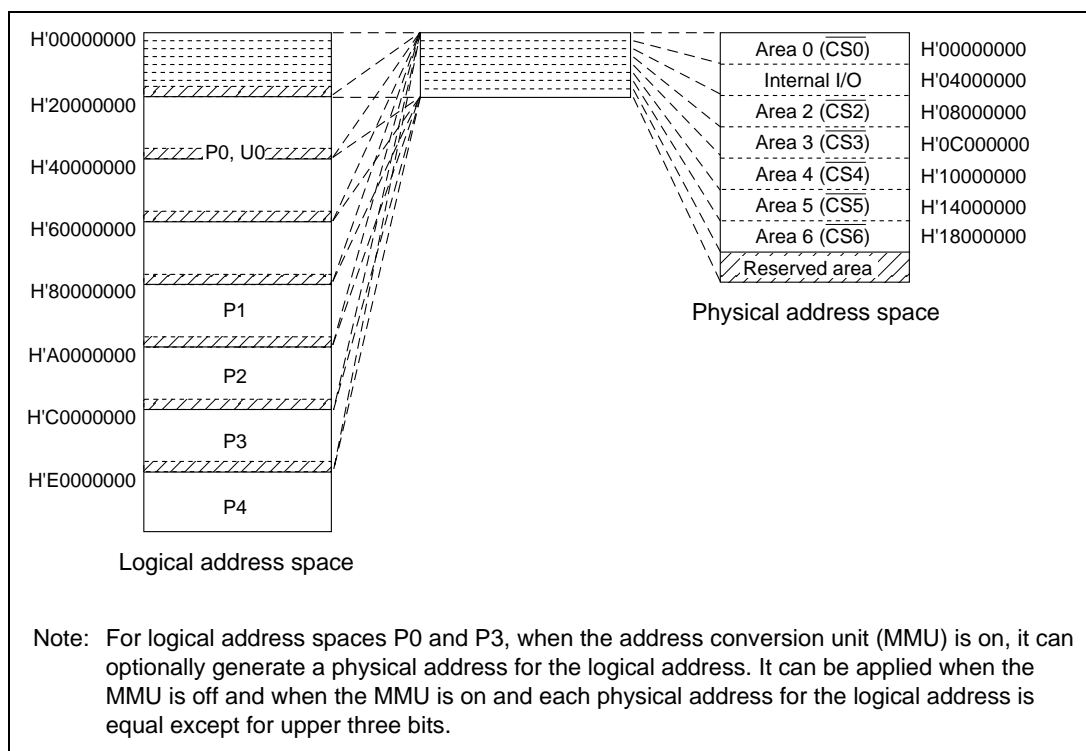 H'00000000
H'20000000
H'40000000
H'60000000
H'80000000
H'A0000000
H'C0000000
H'E0000000
P0, U0
P1
P2
P3
P4
Logical address space
Area 0 (CS0) H'00000000
Internal I/O H'04000000
Area 2 (CS2) H'08000000
Area 3 (CS3) H'0C000000
Area 4 (CS4) H'10000000
Area 5 (CS5) H'14000000
Area 6 (CS6) H'18000000
Reserved area
Physical address space
Note: For logical address spaces P0 and P3, when the address conversion unit (MMU) is on, it can
optionally generate a physical address for the logical address. It can be applied when the
MMU is off and when the MMU is on and each physical address for the logical address is
equal except for upper three bits.